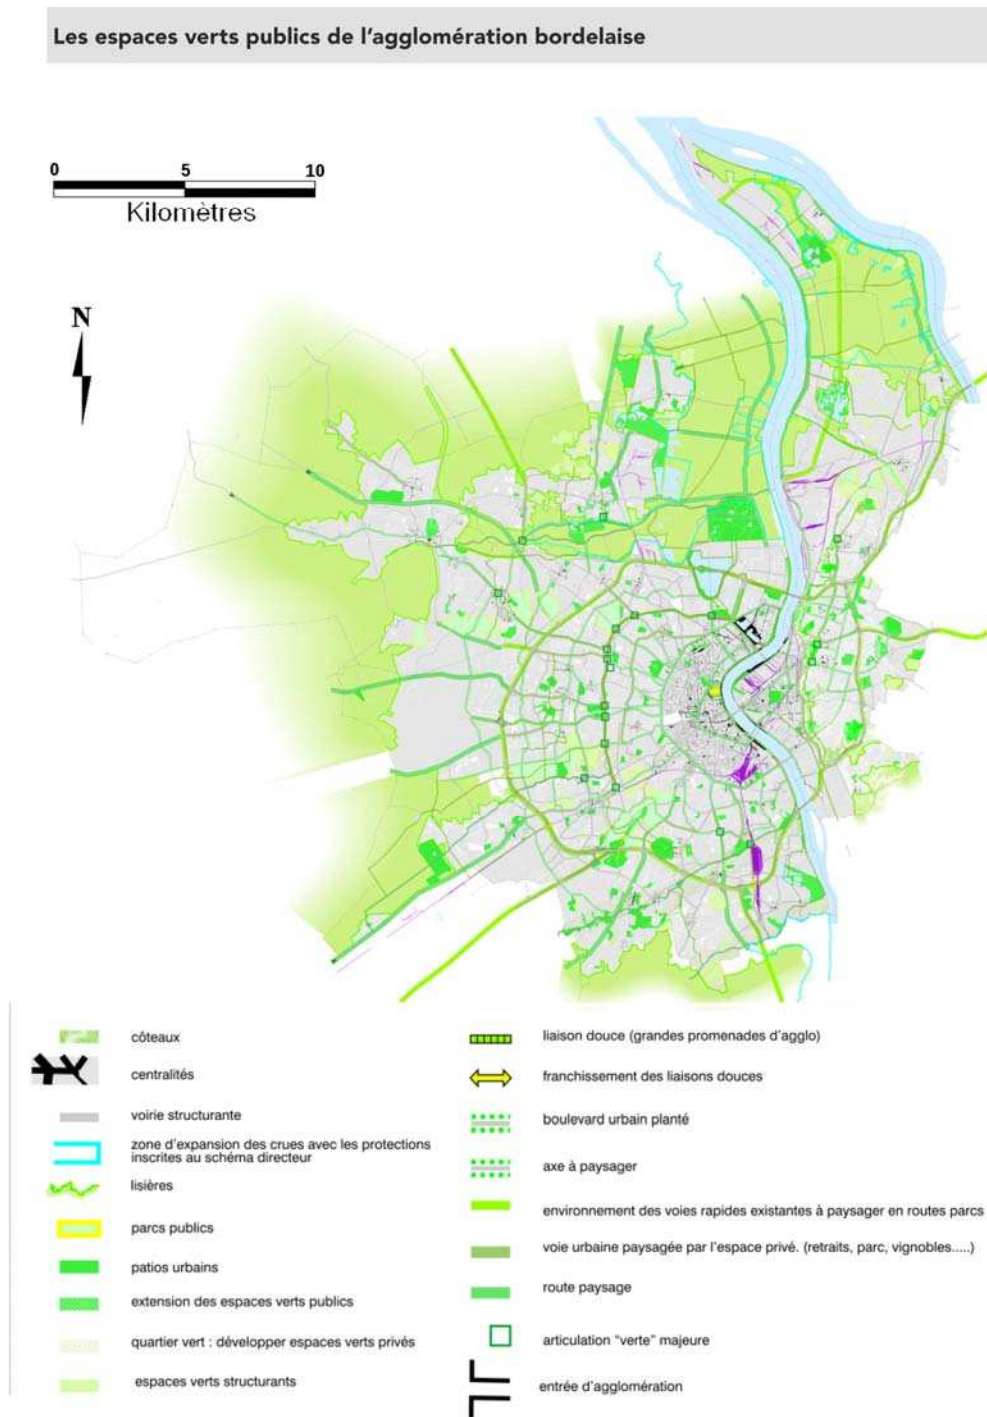 Les espaces verts publics de l'agglomération bordelaise
0 5 10
Kilomètres
N
côteaux
centralités
voirie structurante
zone d'expansion des crues avec les protections
inscrites au schéma directeur
lisières
parcs publics
patios urbains
extension des espaces verts publics
quartier vert : développer espaces verts privés
espaces verts structurants
liaison douce (grandes promenades d'agglo)
franchissement des liaisons douces
boulevard urbain planté
axe à paysager
environnement des voies rapides existantes à paysager en routes parcs
voie urbaine paysagée par l'espace privé. (retraits, parc, vignobles.....)
route paysage
articulation "verte" majeure
entrée d'agglomération